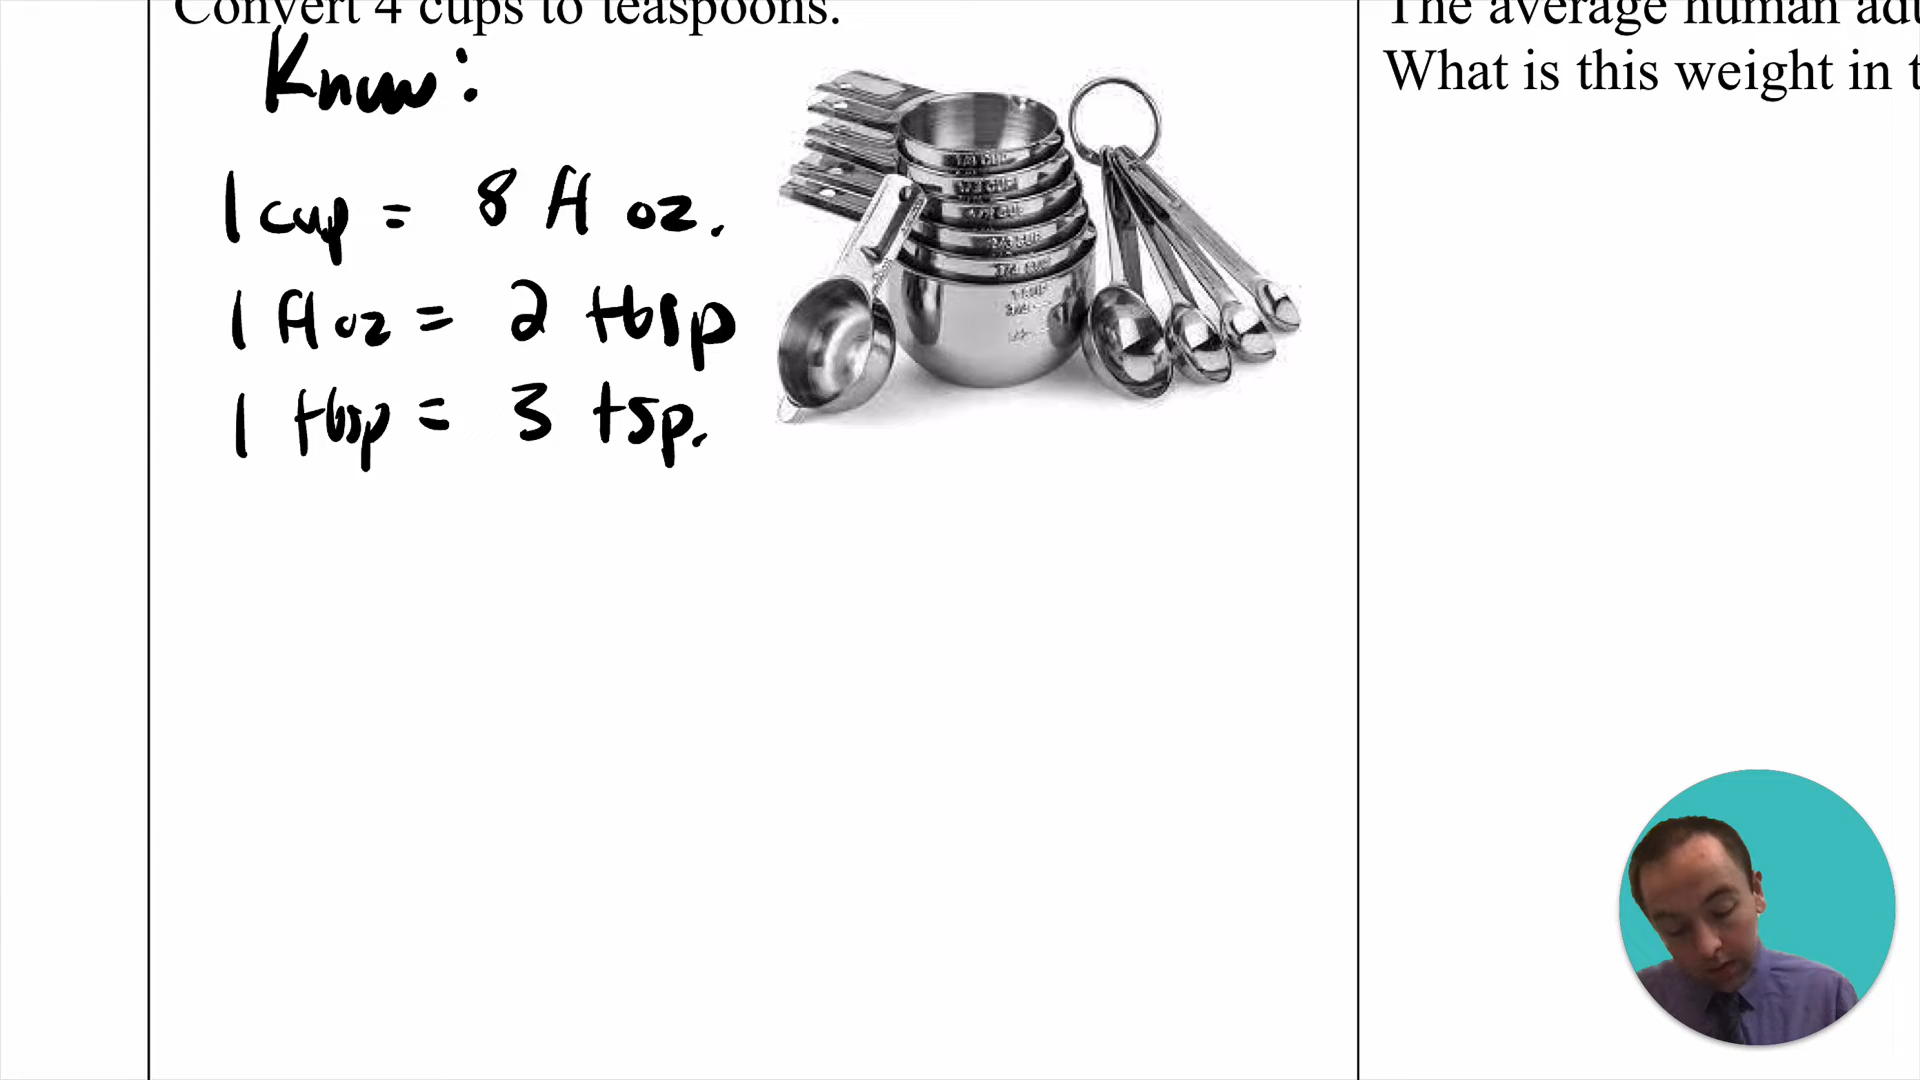 Convert 4 cups to teaspoons.
Know:
1 cup = 8 fl oz.
1 fl oz = 2 tbsp
1 tbsp = 3 tsp.
The average human
What is this weight in